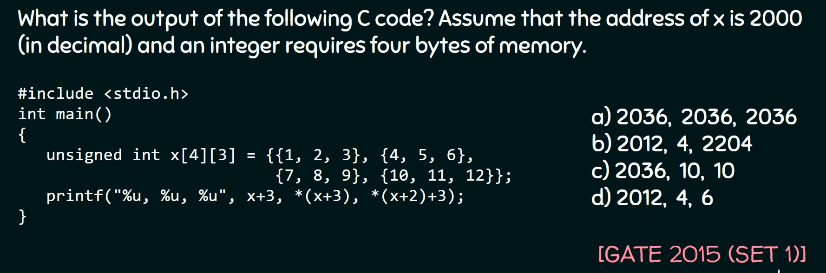 What is the output of the following C code? Assume that the address of x is 2000
(in decimal) and an integer requires four bytes of memory.
#include <stdio.h>
int main()
{
unsigned int x[4][3] = {{1, 2, 3}, {4, 5, 6},
{7, 8, 9}, {10, 11, 12}};
printf("%u, %u, %u", x+3, *(x+3), *(x+2)+3);
}
a) 2036, 2036, 2036
b) 2012, 4, 2204
c) 2036, 10, 10
d) 2012, 4, 6
[GATE 2015 (SET 1)]